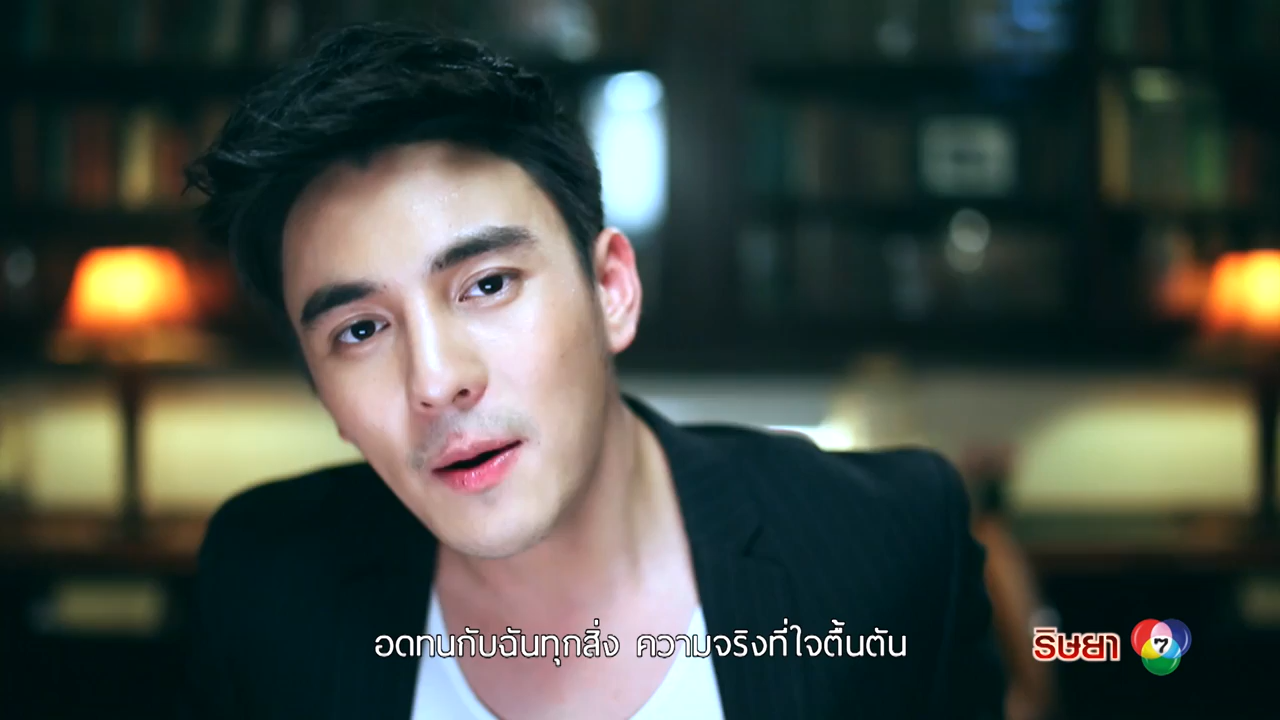 อดทนกับฉันทุกสิ่ง ความจริงที่ใจตื้นตัน
ริษยา 7